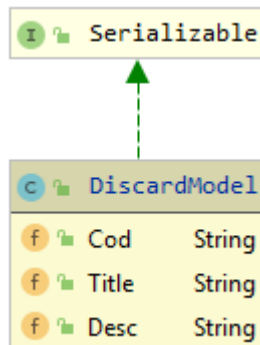 I Serializable
C DiscardModel
f Cod String
f Title String
f Desc String